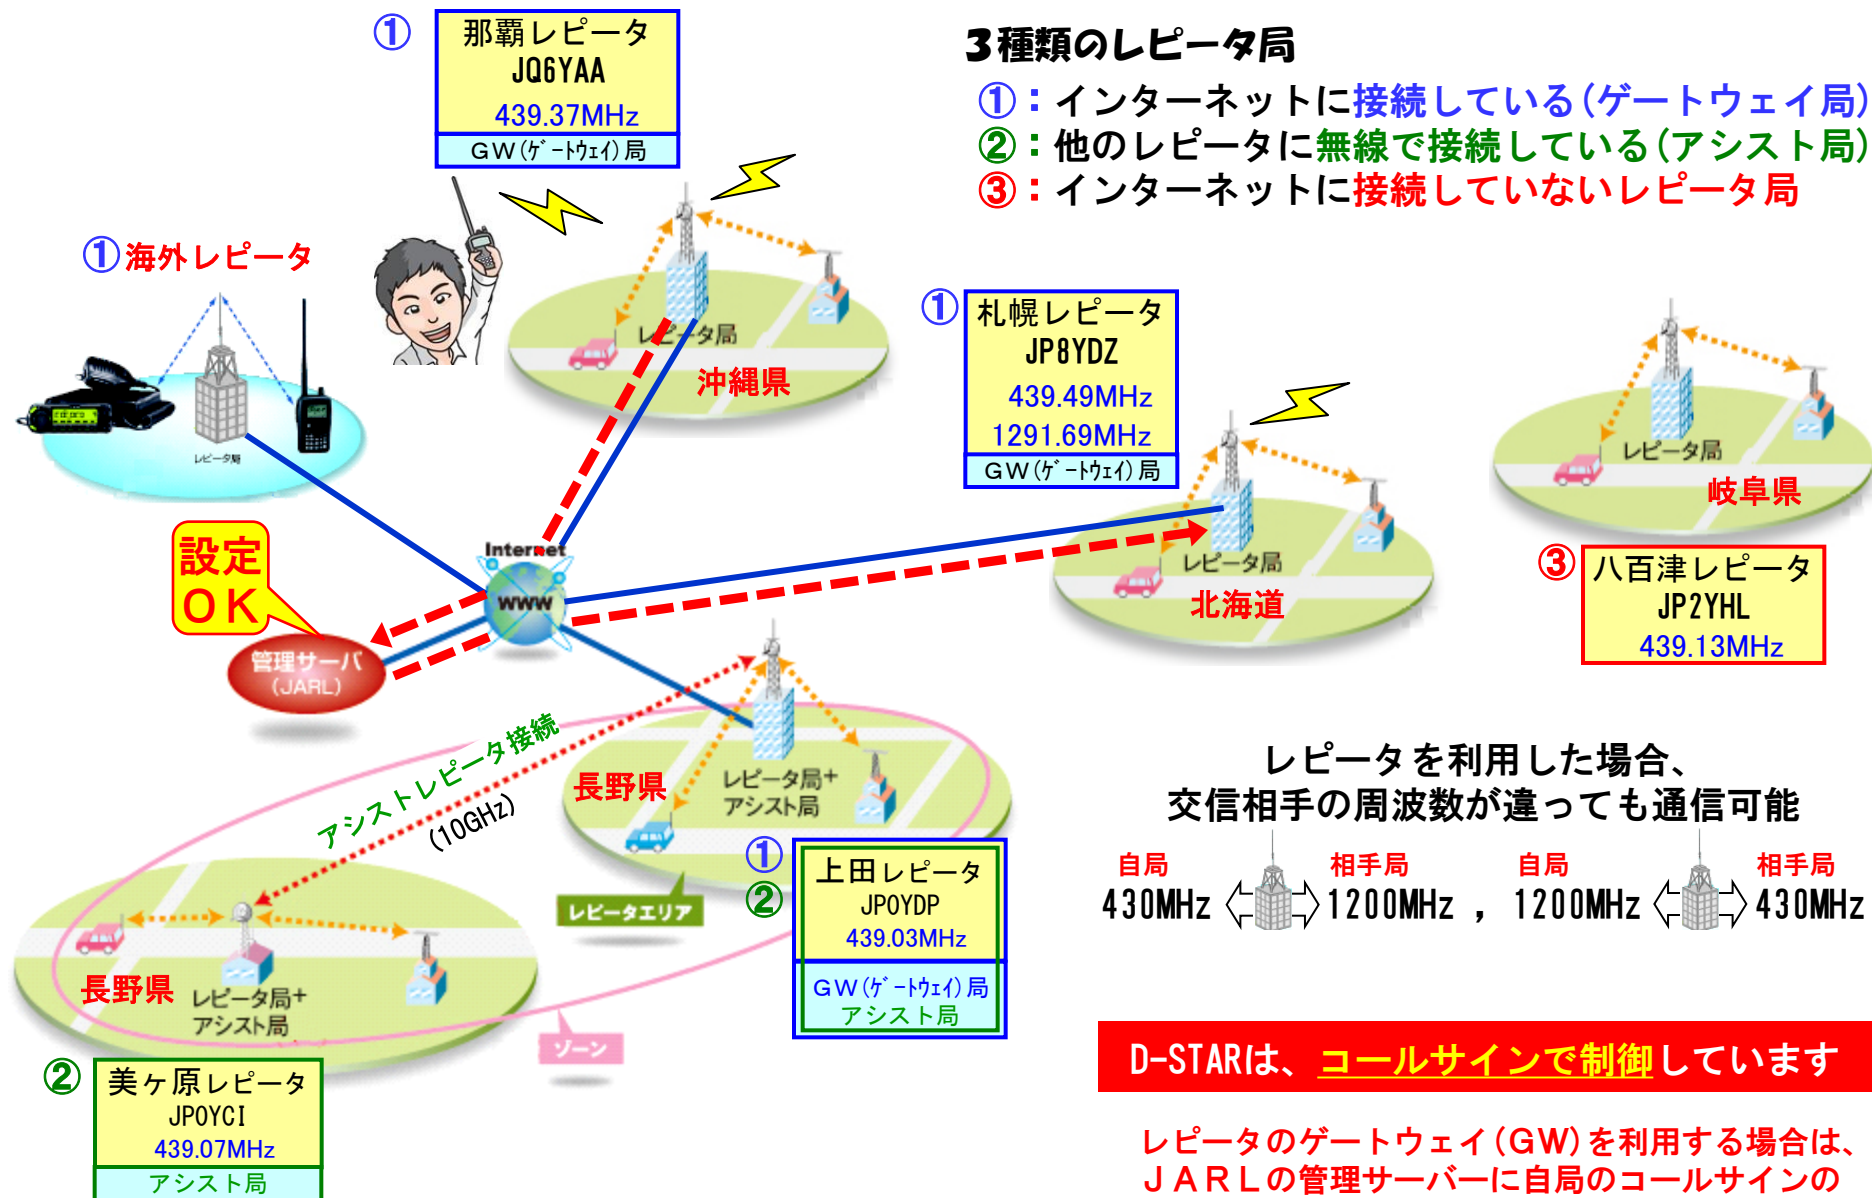 ①
那覇レピータ
JQ6YAA
439.37MHz
GW(ｹﾞｰﾄｳｪｲ)局
3種類のレピータ局
①：インターネットに接続している(ゲートウェイ局)
②：他のレピータに無線で接続している(アシスト局)
③：インターネットに接続していないレピータ局
①海外レピータ
レピータ局
レピータ局
沖縄県
①
札幌レピータ
JP8YDZ
439.49MHz
1291.69MHz
GW(ｹﾞｰﾄｳｪｲ)局
レピータ局
北海道
レピータ局
岐阜県
③
八百津レピータ
JP2YHL
439.13MHz
設定
OK
Internet
WWW
管理サーバ
(JARL)
アシストレピータ接続
(10GHz)
長野県
レピータ局+
アシスト局
レピータエリア
①
②
上田レピータ
JP0YDP
439.03MHz
GW(ｹﾞｰﾄｳｪｲ)局
アシスト局
長野県
レピータ局+
アシスト局
ゾーン
②
美ヶ原レピータ
JP0YCI
439.07MHz
アシスト局
レピータを利用した場合、
交信相手の周波数が違っても通信可能
自局 相手局 自局 相手局
430MHz 1200MHz , 1200MHz 430MHz
D-STARは、コールサインで制御しています
レピータのゲートウェイ(GW)を利用する場合は、
JARLの管理サーバーに自局のコールサインの